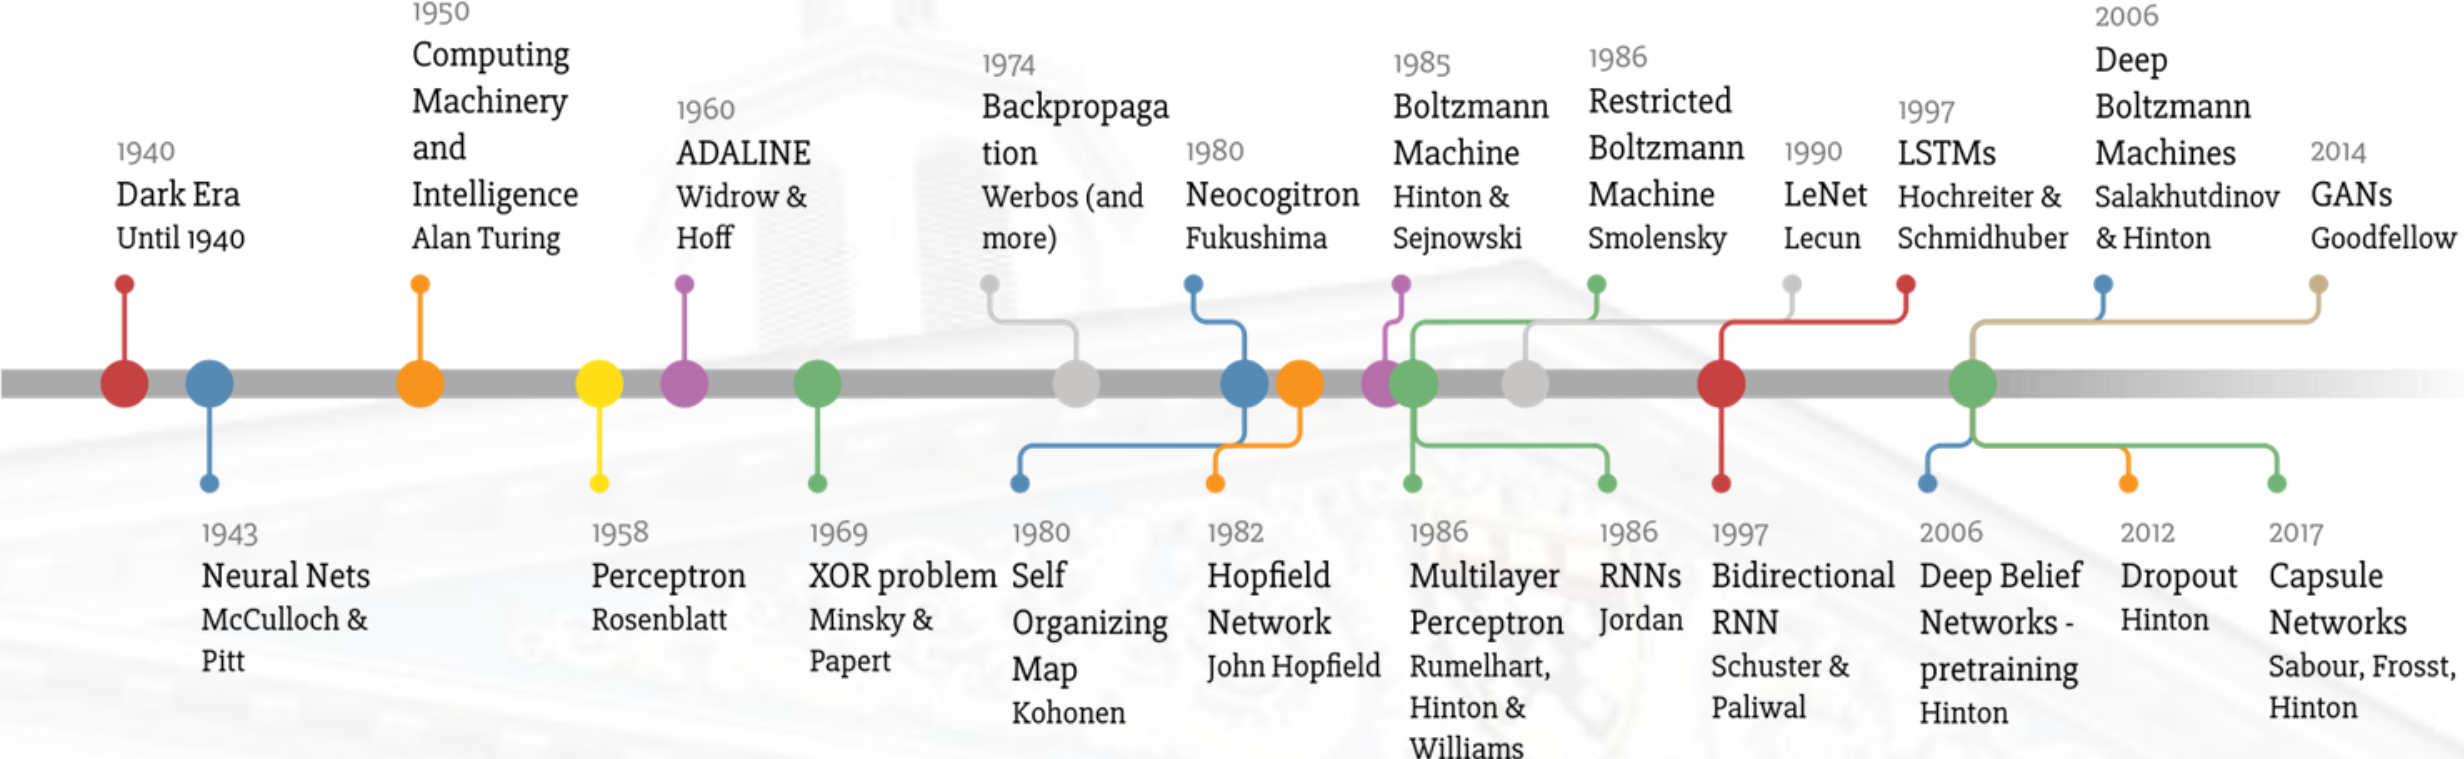 1940
Dark Era
Until 1940
1943
Neural Nets
McCulloch &
Pitt
1950
Computing
Machinery
and
Intelligence
Alan Turing
1958
Perceptron
Rosenblatt
1960
ADALINE
Widrow &
Hoff
1969
XOR problem
Minsky &
Papert
1974
Backpropaga
tion
Werbos (and
more)
1980
Self
Organizing
Map
Kohonen
1980
Neocogitron
Fukushima
1982
Hopfield
Network
John Hopfield
1985
Boltzmann
Machine
Hinton &
Sejnowski
1986
Multilayer
Perceptron
Rumelhart,
Hinton &
Williams
1986
Restricted
Boltzmann
Machine
Smolensky
1986
RNNs
Jordan
1990
LeNet
Lecun
1997
LSTMs
Hochreiter &
Schmidhuber
1997
Bidirectional
RNN
Schuster &
Paliwal
2006
Deep Belief
Networks -
pretraining
Hinton
2006
Deep
Boltzmann
Machines
Salakhutdinov
& Hinton
2012
Dropout
Hinton
2014
GANs
Goodfellow
2017
Capsule
Networks
Sabour, Frosst,
Hinton